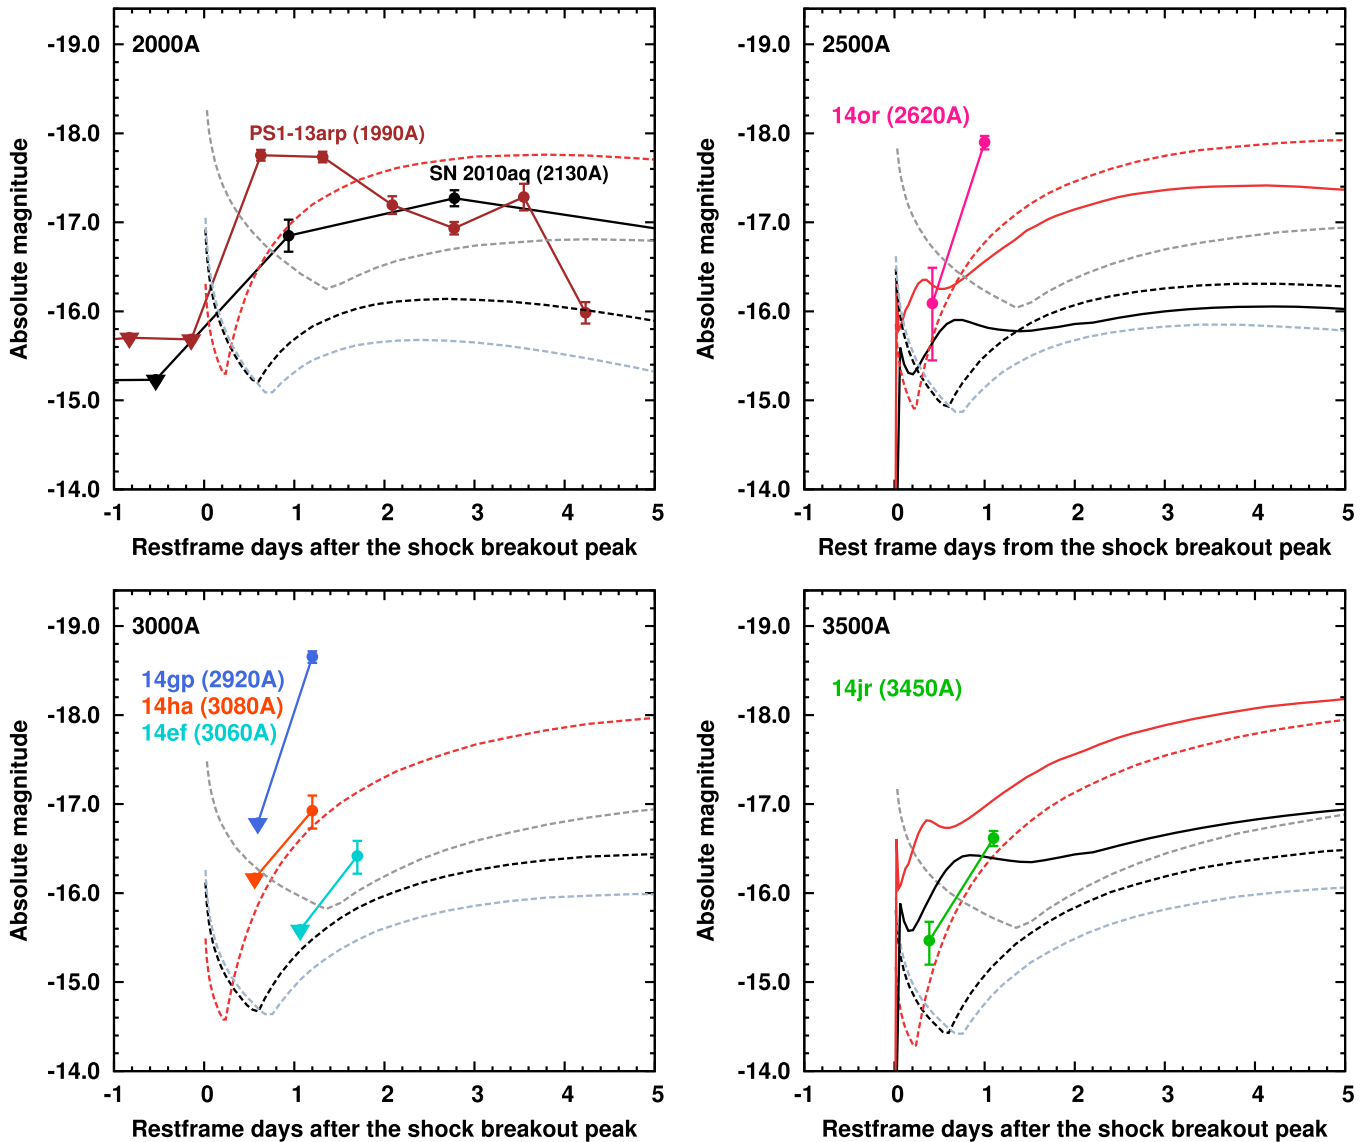 -19.0
-18.0
-17.0
-16.0
-15.0
-14.0
Absolute magnitude
2000A
PS1-13arp (1990A)
SN 2010aq (2130A)
-1 0 1 2 3 4 5
Restframe days after the shock breakout peak
-19.0
-18.0
-17.0
-16.0
-15.0
-14.0
Absolute magnitude
2500A
14or (2620A)
-1 0 1 2 3 4 5
Rest frame days from the shock breakout peak
-19.0
-18.0
-17.0
-16.0
-15.0
-14.0
Absolute magnitude
3000A
14gp (2920A)
14ha (3080A)
14ef (3060A)
-1 0 1 2 3 4 5
Restframe days after the shock breakout peak
-19.0
-18.0
-17.0
-16.0
-15.0
-14.0
Absolute magnitude
3500A
14jr (3450A)
-1 0 1 2 3 4 5
Restframe days after the shock breakout peak